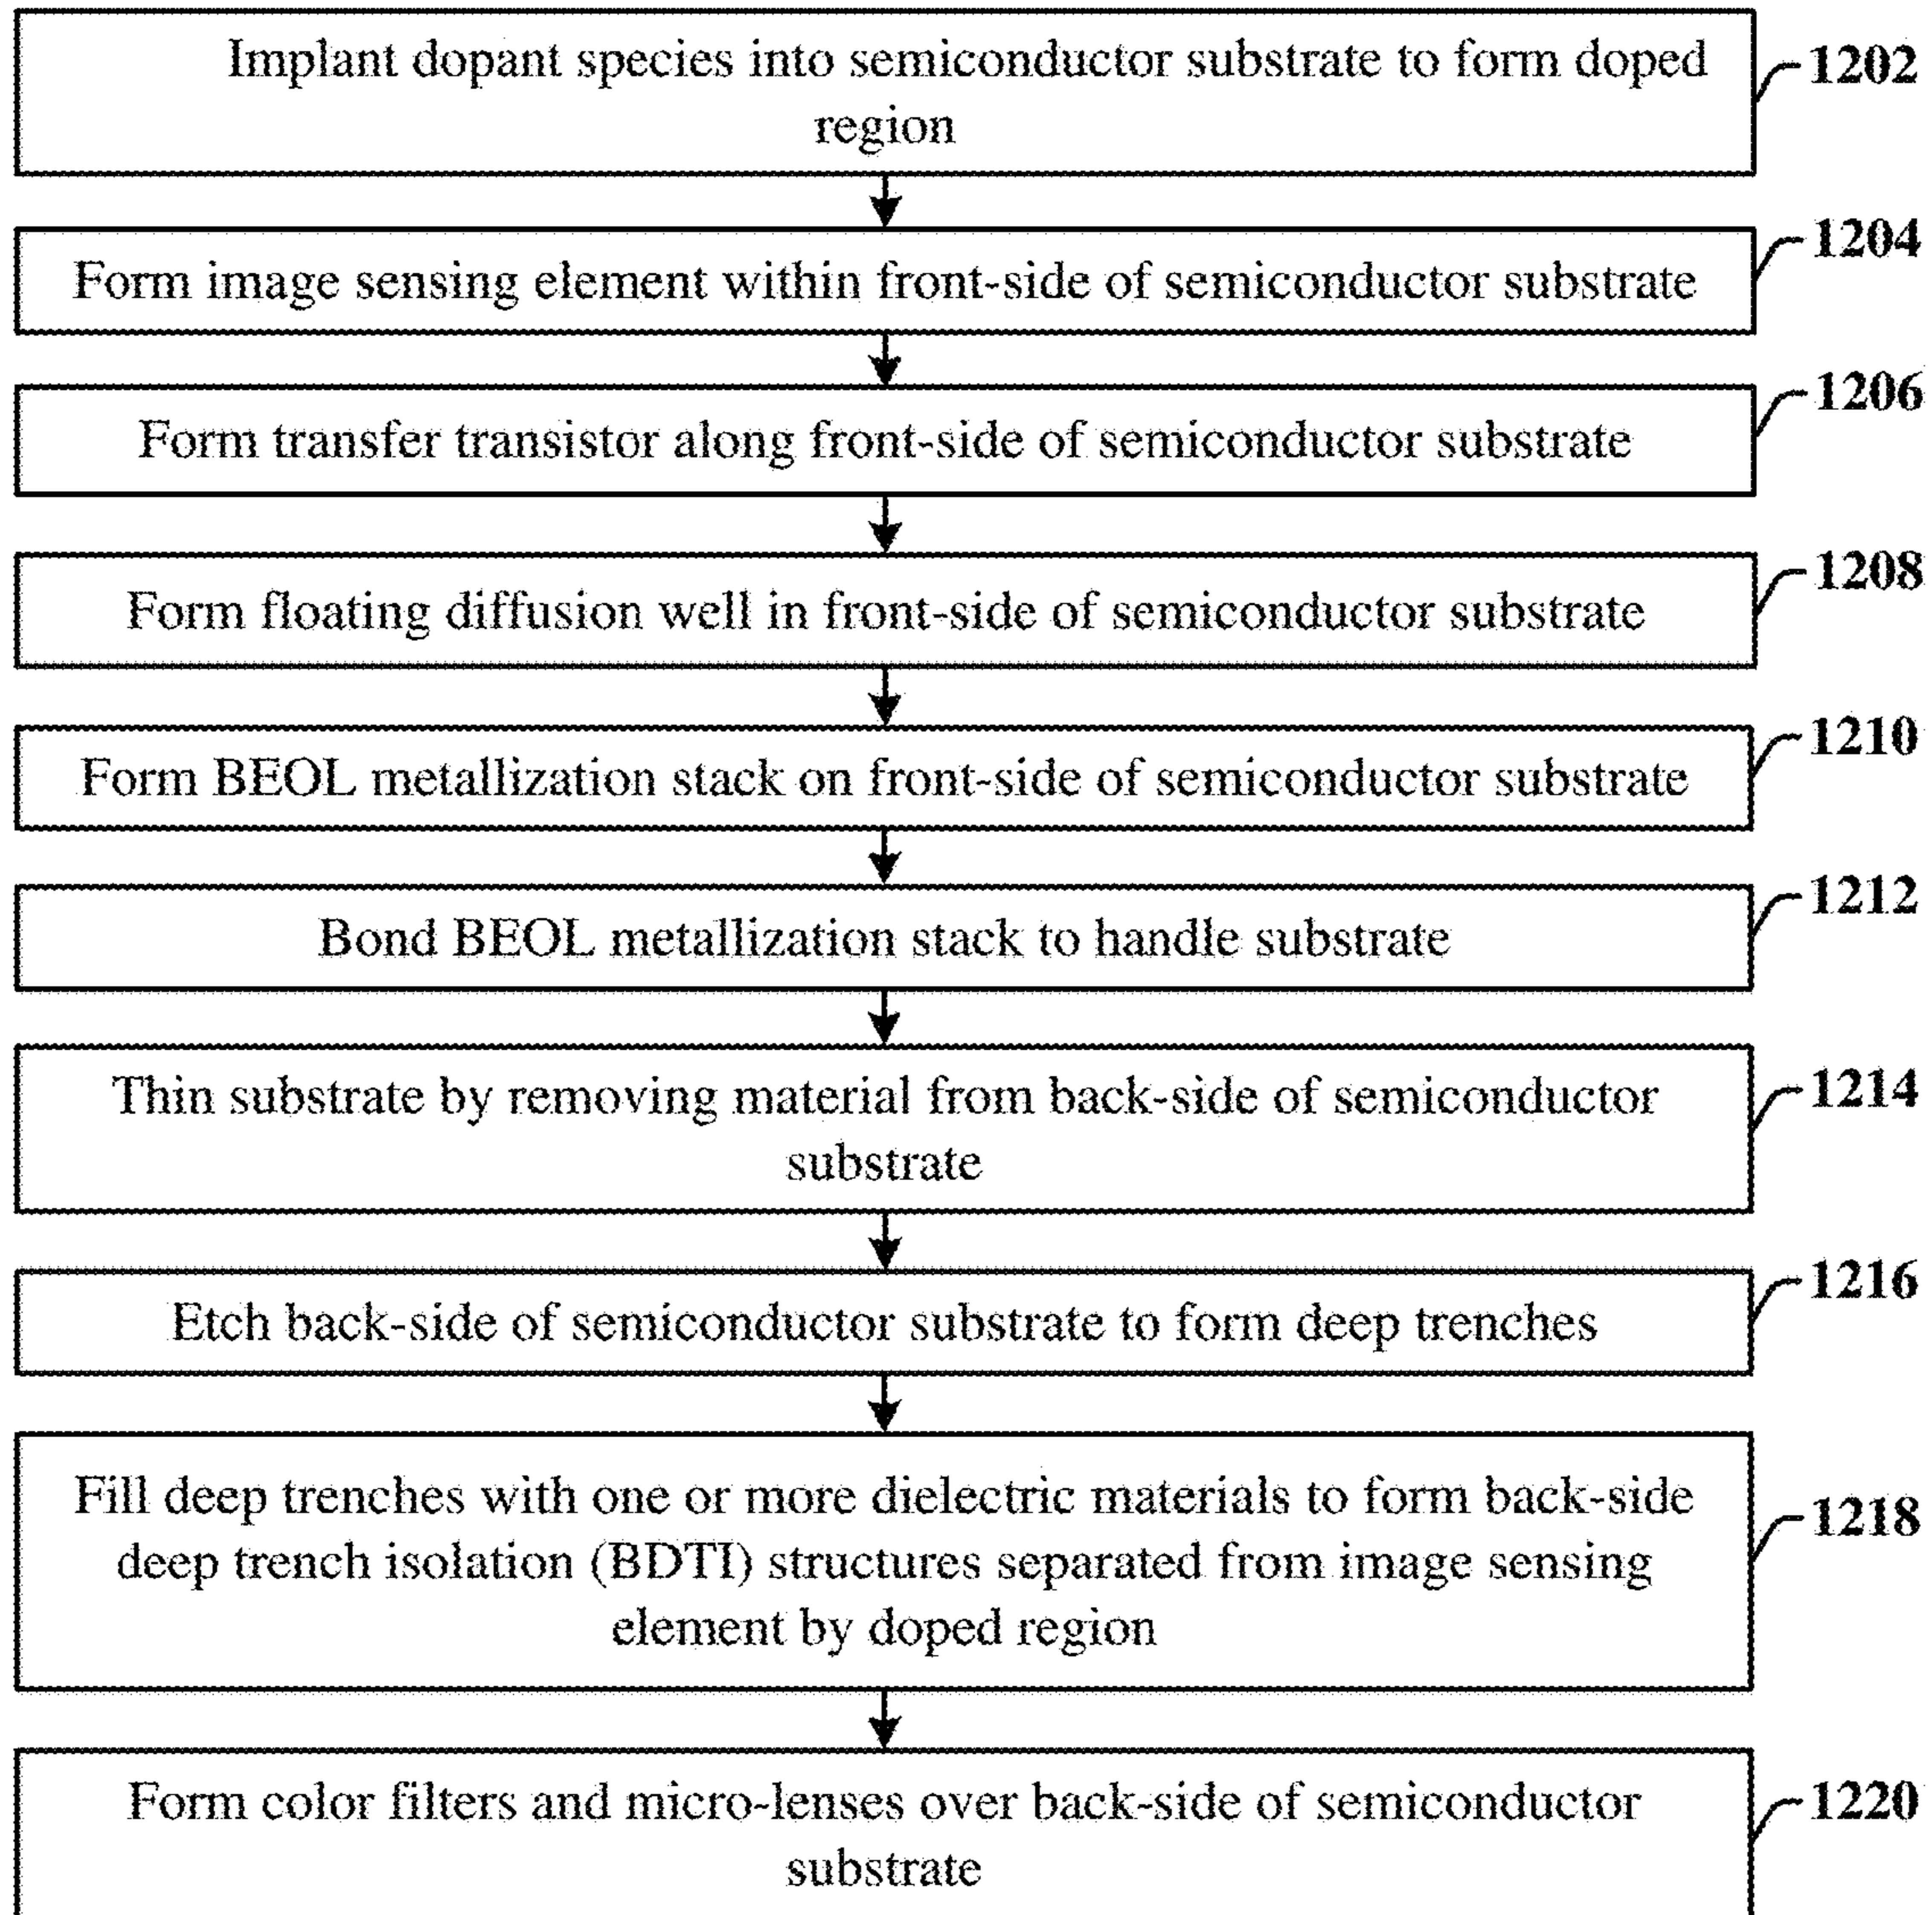 Implant dopant species into semiconductor substrate to form doped
region
1202
Form image sensing element within front-side of semiconductor substrate
1204
Form transfer transistor along front-side of semiconductor substrate
1206
Form floating diffusion well in front-side of semiconductor substrate
1208
Form BEOL metallization stack on front-side of semiconductor substrate
1210
Bond BEOL metallization stack to handle substrate
1212
Thin substrate by removing material from back-side of semiconductor
substrate
1214
Etch back-side of semiconductor substrate to form deep trenches
1216
Fill deep trenches with one or more dielectric materials to form back-side
deep trench isolation (BDTI) structures separated from image sensing
element by doped region
1218
Form color filters and micro-lenses over back-side of semiconductor
substrate
1220